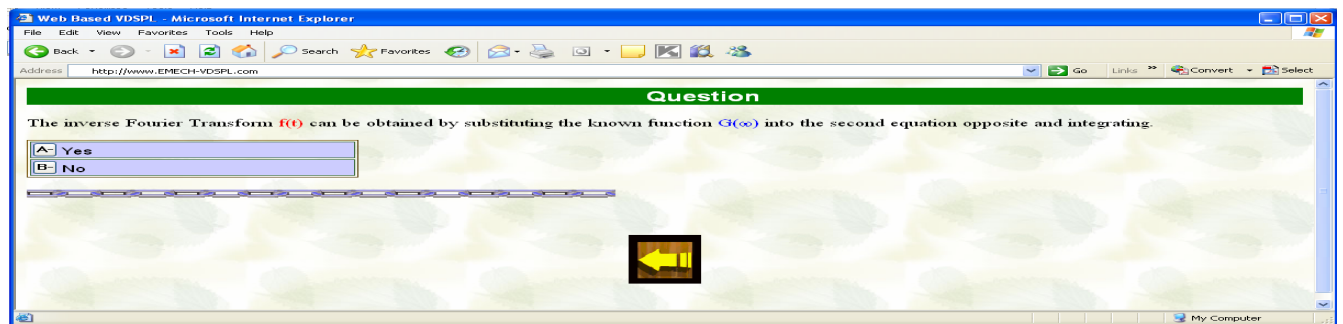 Web Based VDSPL - Microsoft Internet Explorer
File Edit View Favorites Tools Help
Back Search Favorites
Address http://www.EMECH-VDSPL.com Go Links » Convert Select
Question
The inverse Fourier Transform f(t) can be obtained by substituting the known function G(∞) into the second equation opposite and integrating.
A- Yes
B- No
My Computer